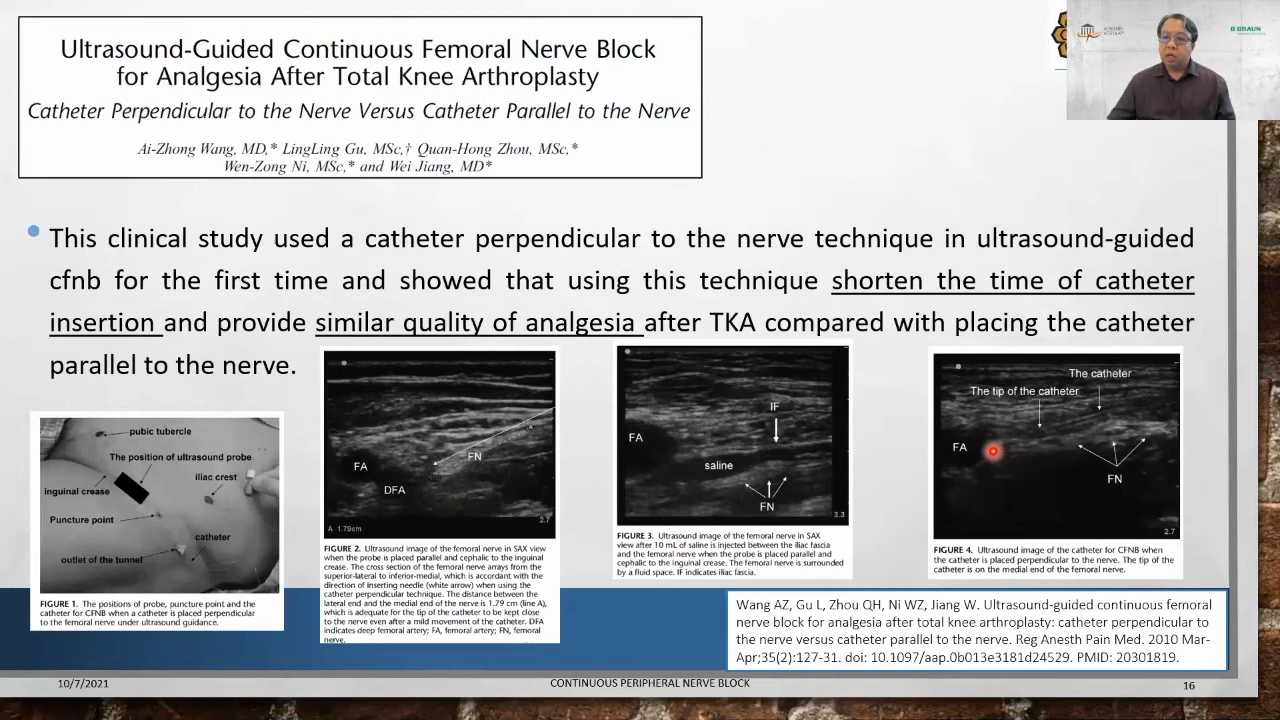 Ultrasound-Guided Continuous Femoral Nerve Block
for Analgesia After Total Knee Arthroplasty
Catheter Perpendicular to the Nerve Versus Catheter Parallel to the Nerve
Ai-Zhong Wang, MD,* LingLing Gu, MSc,† Quan-Hong Zhou, MSc,*
Wen-Zong Ni, MSc,* and Wei Jiang, MD*
B BRAUN
• This clinical study used a catheter perpendicular to the nerve technique in ultrasound-guided
cfnb for the first time and showed that using this technique shorten the time of catheter
insertion and provide similar quality of analgesia after TKA compared with placing the catheter
parallel to the nerve.
pubic tubercle
The position of ultrasound probe
iliac crest
inguinal crease
Puncture point
catheter
outlet of the tunnel
FIGURE 1. The positions of probe, puncture point and the
catheter for CFNB when a catheter is placed perpendicular
to the femoral nerve under ultrasound guidance.
A
FN
FA
DFA
2.7
A 1.79cm
FIGURE 2. Ultrasound image of the femoral nerve in SAX view
when the probe is placed parallel and cephalic to the inguinal
crease. The cross section of the femoral nerve arrays from the
superior-lateral to inferior-medial, which is accordant with the
direction of inserting needle (white arrow) when using the
catheter perpendicular technique. The distance between the
lateral end and the medial end of the nerve is 1.79 cm (line A),
which is adequate for the tip of the catheter to be kept close
to the nerve even after a mild movement of the catheter. DFA
indicates deep femoral artery; FA, femoral artery; FN, femoral
nerve.
IF
FA
saline
FN
3.3
FIGURE 3. Ultrasound image of the femoral nerve in SAX
view after 10 mL of saline is injected between the iliac fascia
and the femoral nerve when the probe is placed parallel and
cephalic to the inguinal crease. The femoral nerve is surrounded
by a fluid space. IF indicates iliac fascia.
The catheter
The tip of the catheter
FA
FN
2.7
FIGURE 4. Ultrasound image of the catheter for CFNB when
the catheter is placed perpendicular to the nerve. The tip of the
catheter is on the medial end of the femoral nerve.
Wang AZ, Gu L, Zhou QH, Ni WZ, Jiang W. Ultrasound-guided continuous femoral
nerve block for analgesia after total knee arthroplasty: catheter perpendicular to
the nerve versus catheter parallel to the nerve. Reg Anesth Pain Med. 2010 Mar-
Apr;35(2):127-31. doi: 10.1097/aap.0b013e3181d24529. PMID: 20301819.
10/7/2021
CONTINUOUS PERIPHERAL NERVE BLOCK
16